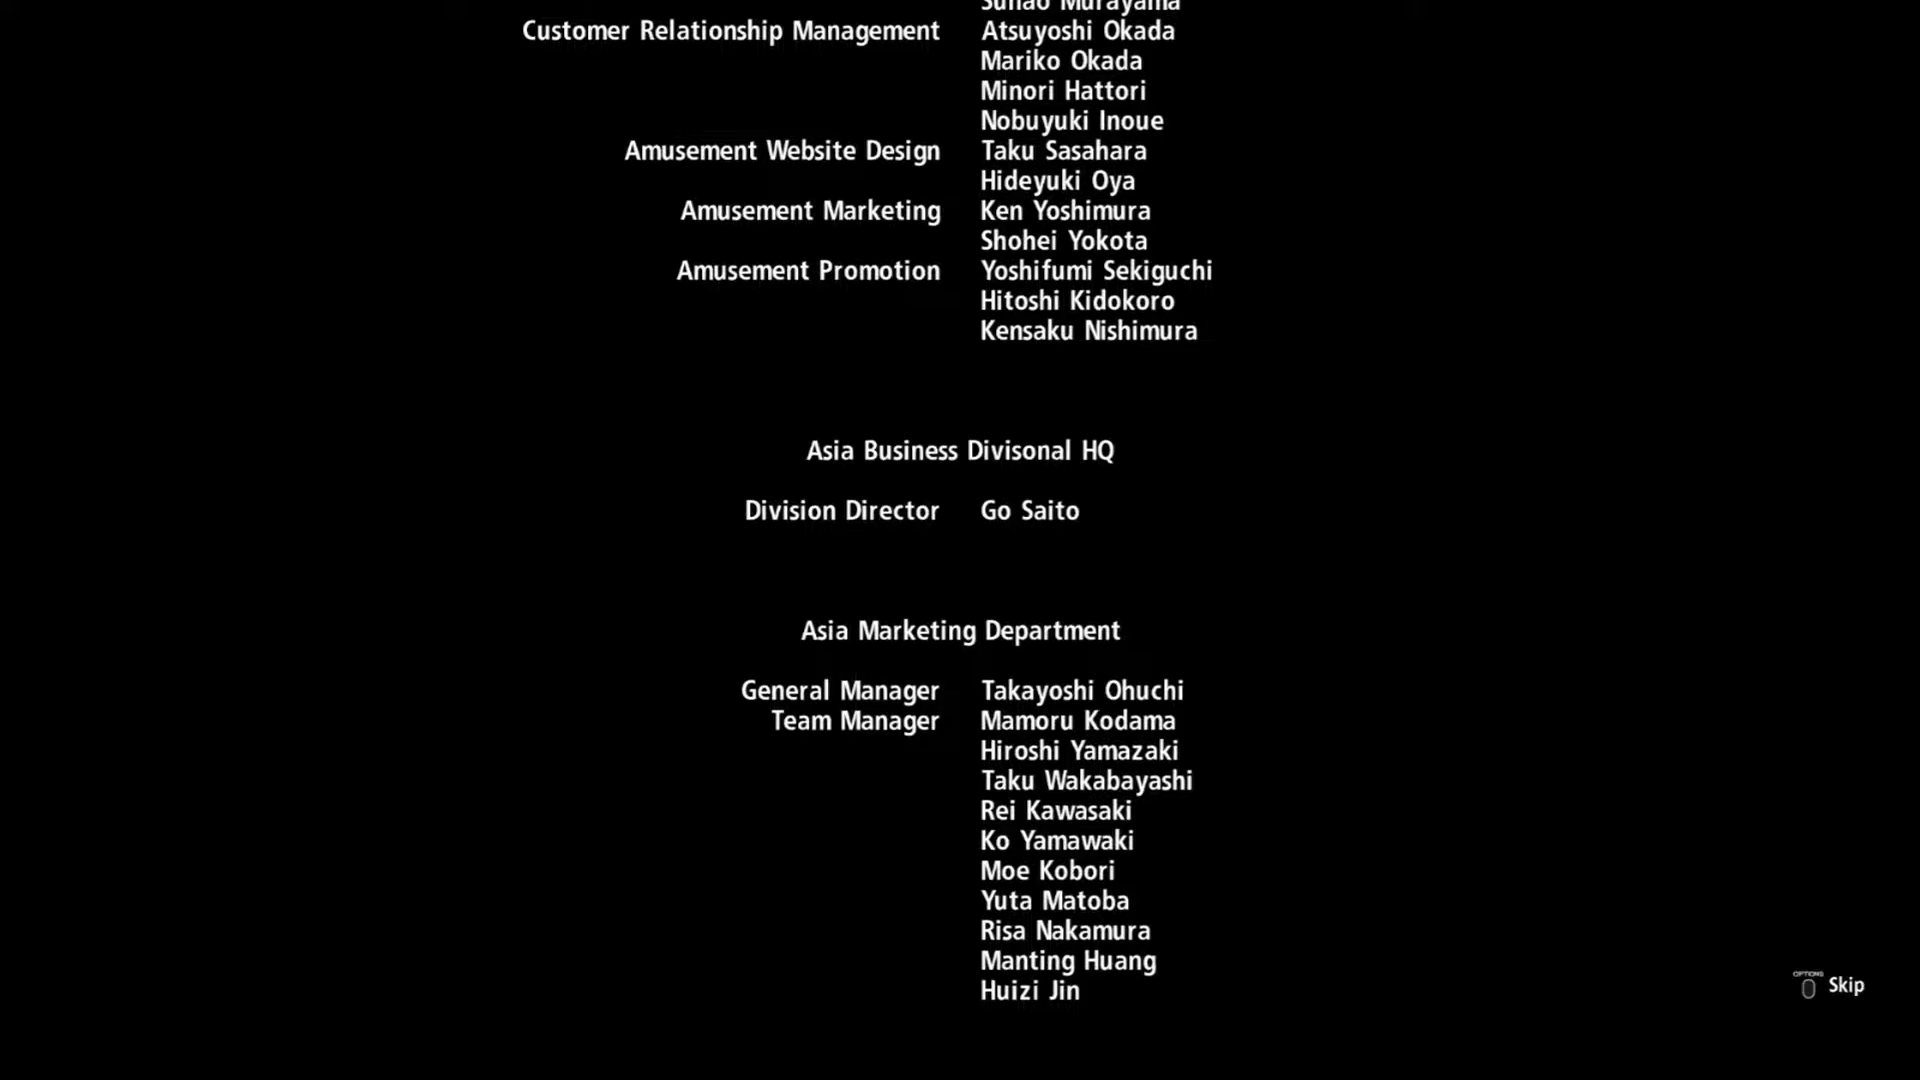 Sunao Murayama
Customer Relationship Management Atsuyoshi Okada
Mariko Okada
Minori Hattori
Nobuyuki Inoue
Amusement Website Design Taku Sasahara
Hideyuki Oya
Amusement Marketing Ken Yoshimura
Shohei Yokota
Amusement Promotion Yoshifumi Sekiguchi
Hitoshi Kidokoro
Kensaku Nishimura
Asia Business Divisonal HQ
Division Director Go Saito
Asia Marketing Department
General Manager Takayoshi Ohuchi
Team Manager Mamoru Kodama
Hiroshi Yamazaki
Taku Wakabayashi
Rei Kawasaki
Ko Yamawaki
Moe Kobori
Yuta Matoba
Risa Nakamura
Manting Huang
Huizi Jin
OPTIONS Skip